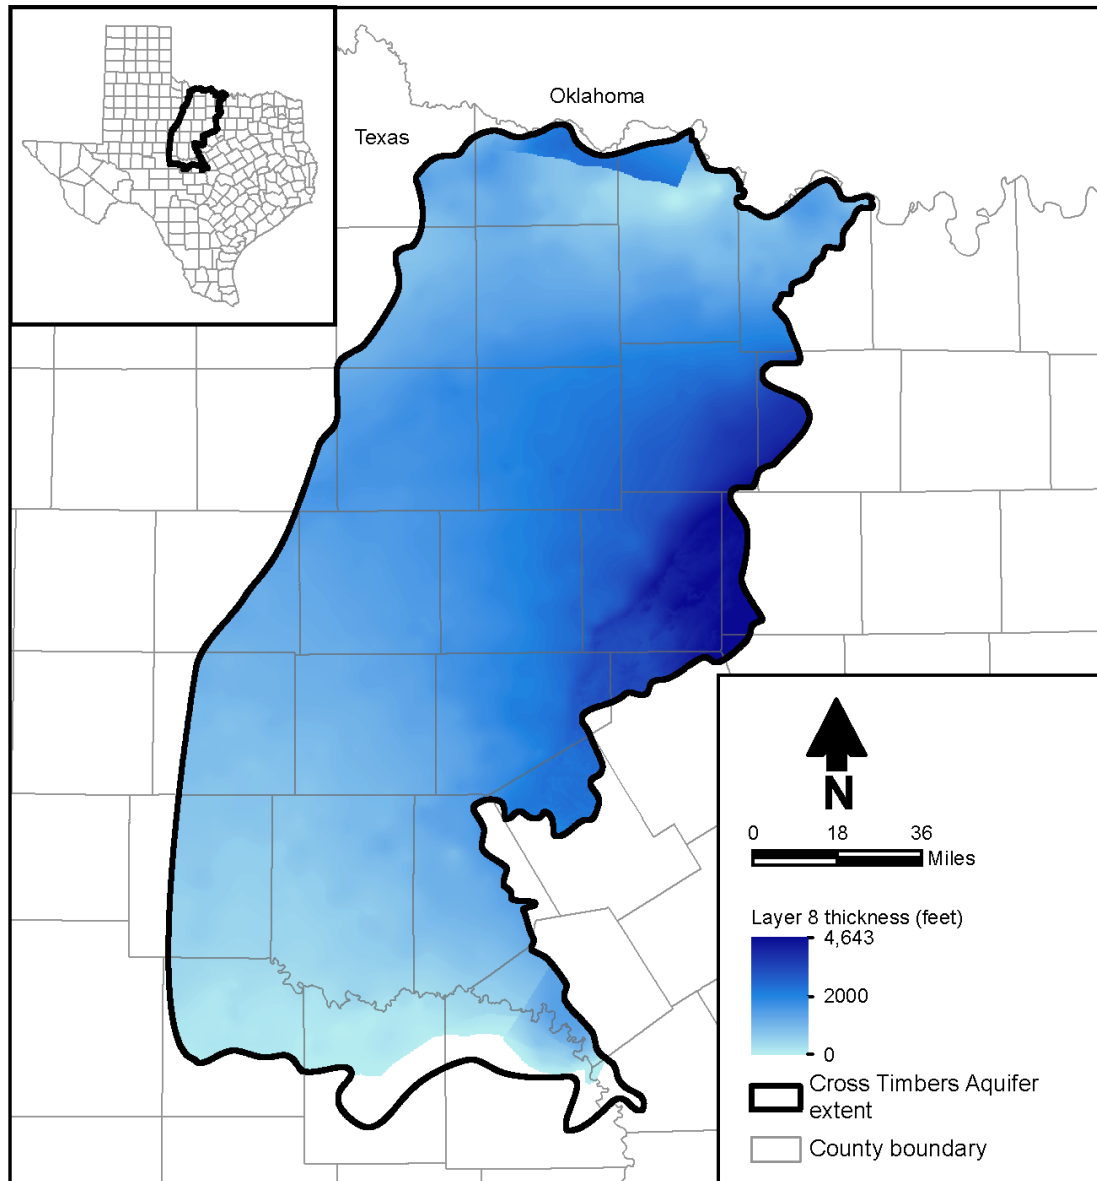 Oklahoma
Texas
N
0 18 36
Miles
Layer 8 thickness (feet)
4,643
2000
0
Cross Timbers Aquifer
extent
County boundary